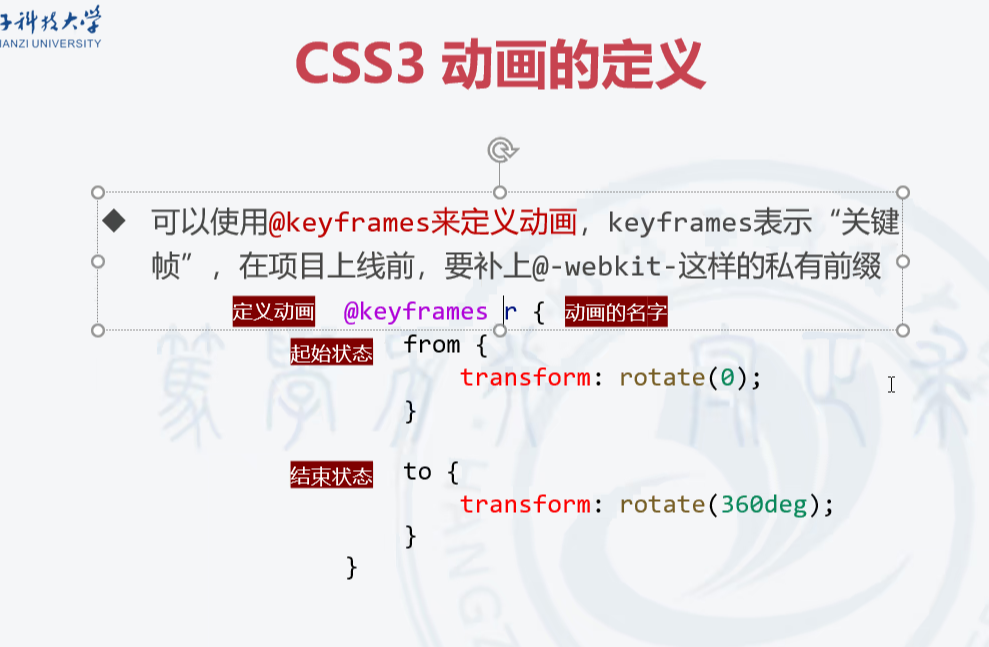 子科技大学
IANZI UNIVERSITY
CSS3 动画的定义
◆ 可以使用@keyframes来定义动画，keyframes表示“关键
帧”，在项目上线前，要补上@-webkit-这样的私有前缀
定义动画 @keyframes r { 动画的名字
起始状态 from {
transform: rotate(0);
}
结束状态 to {
transform: rotate(360deg);
}
}